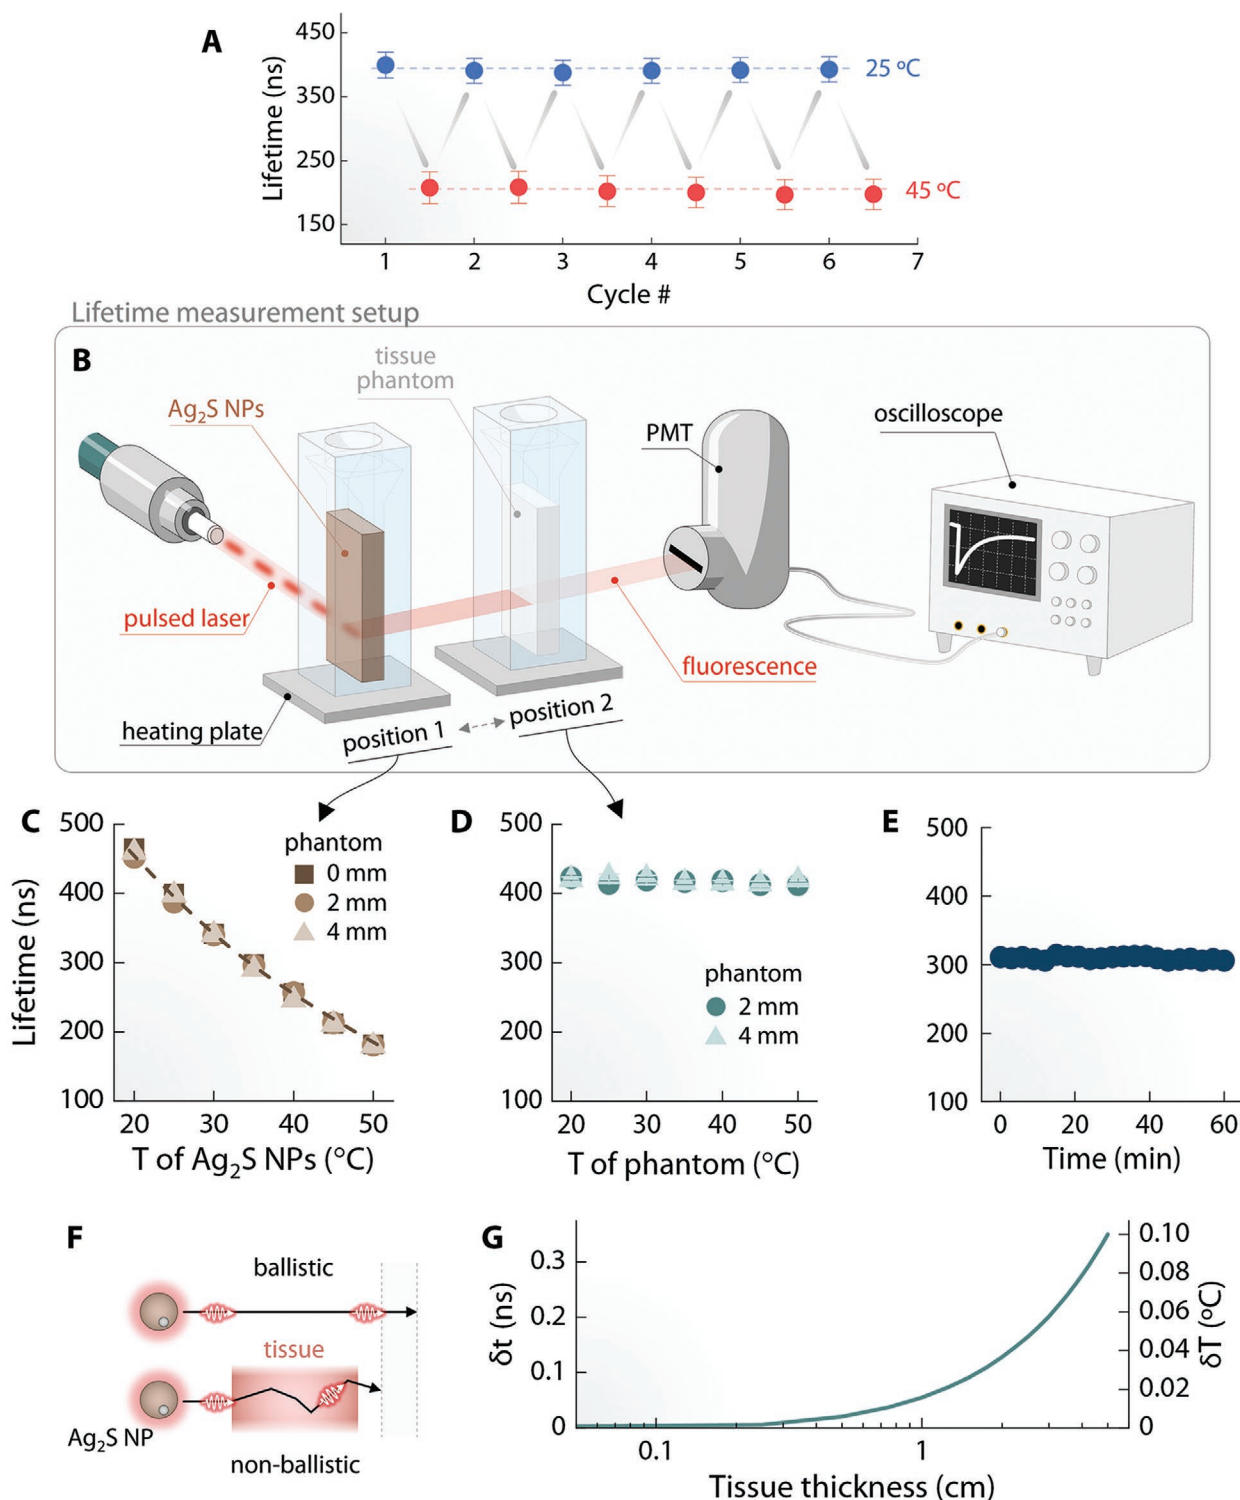 A
Lifetime (ns)
450
350
250
150
25 ºC
45 ºC
1 2 3 4 5 6 7
Cycle #
Lifetime measurement setup
B
tissue
phantom
Ag₂S NPs
PMT
oscilloscope
pulsed laser
fluorescence
heating plate
position 1
position 2
C
Lifetime (ns)
500
400
300
200
100
phantom
0 mm
2 mm
4 mm
20 30 40 50
T of Ag₂S NPs (°C)
D
500
400
300
200
100
phantom
2 mm
4 mm
20 30 40 50
T of phantom (°C)
E
500
400
300
200
100
0 20 40 60
Time (min)
F
ballistic
tissue
Ag₂S NP
non-ballistic
G
δt (ns)
0.3
0.2
0.1
0
0.10
0.08
0.06
0.04
0.02
0
δT (ºC)
0.1 1
Tissue thickness (cm)